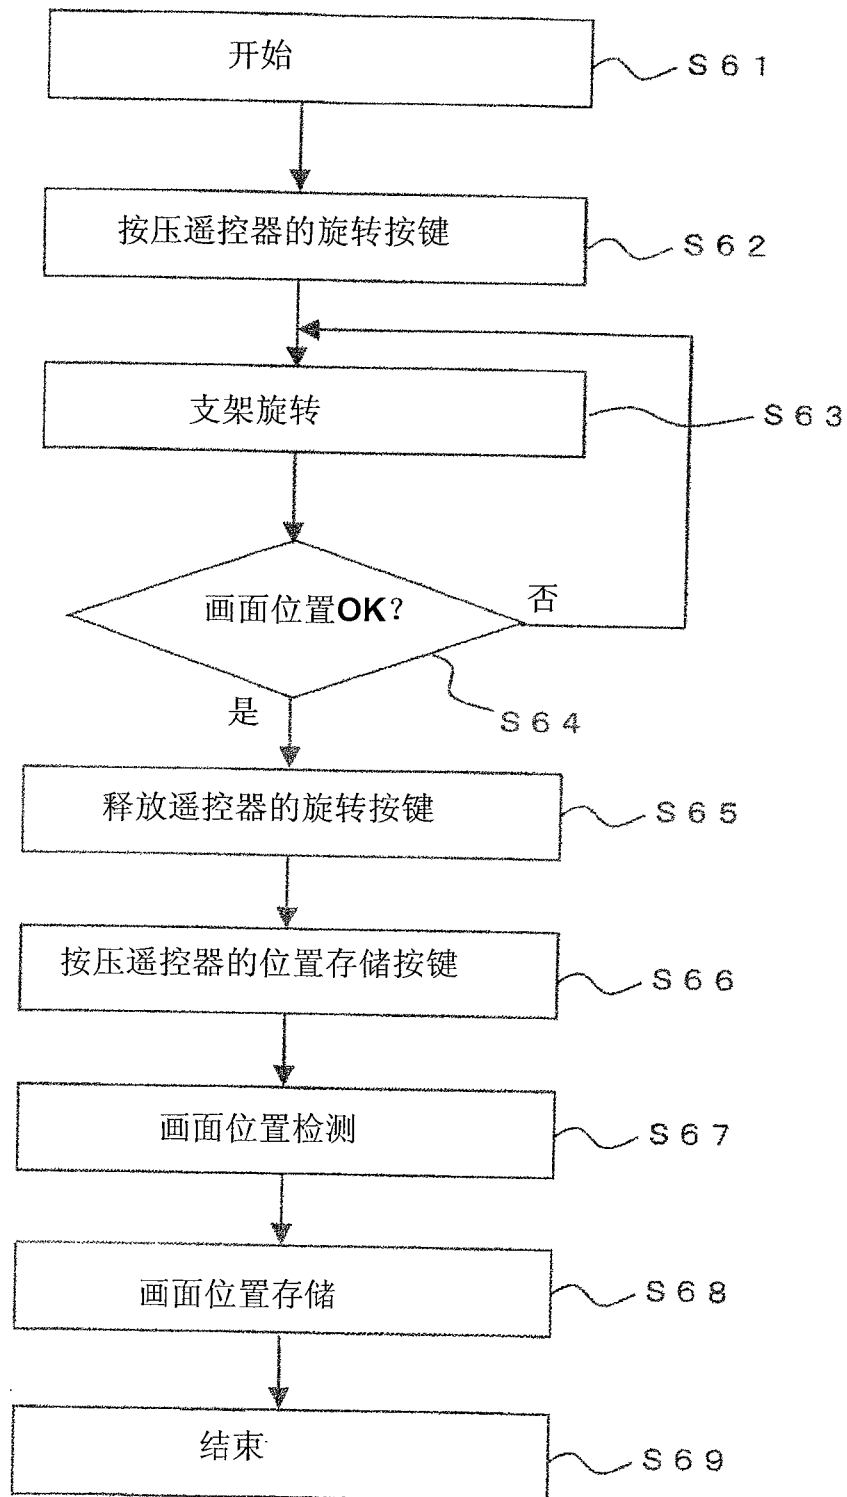 开始
S61
按压遥控器的旋转按键
S62
支架旋转
S63
画面位置OK?
否
是
S64
释放遥控器的旋转按键
S65
按压遥控器的位置存储按键
S66
画面位置检测
S67
画面位置存储
S68
结束
S69